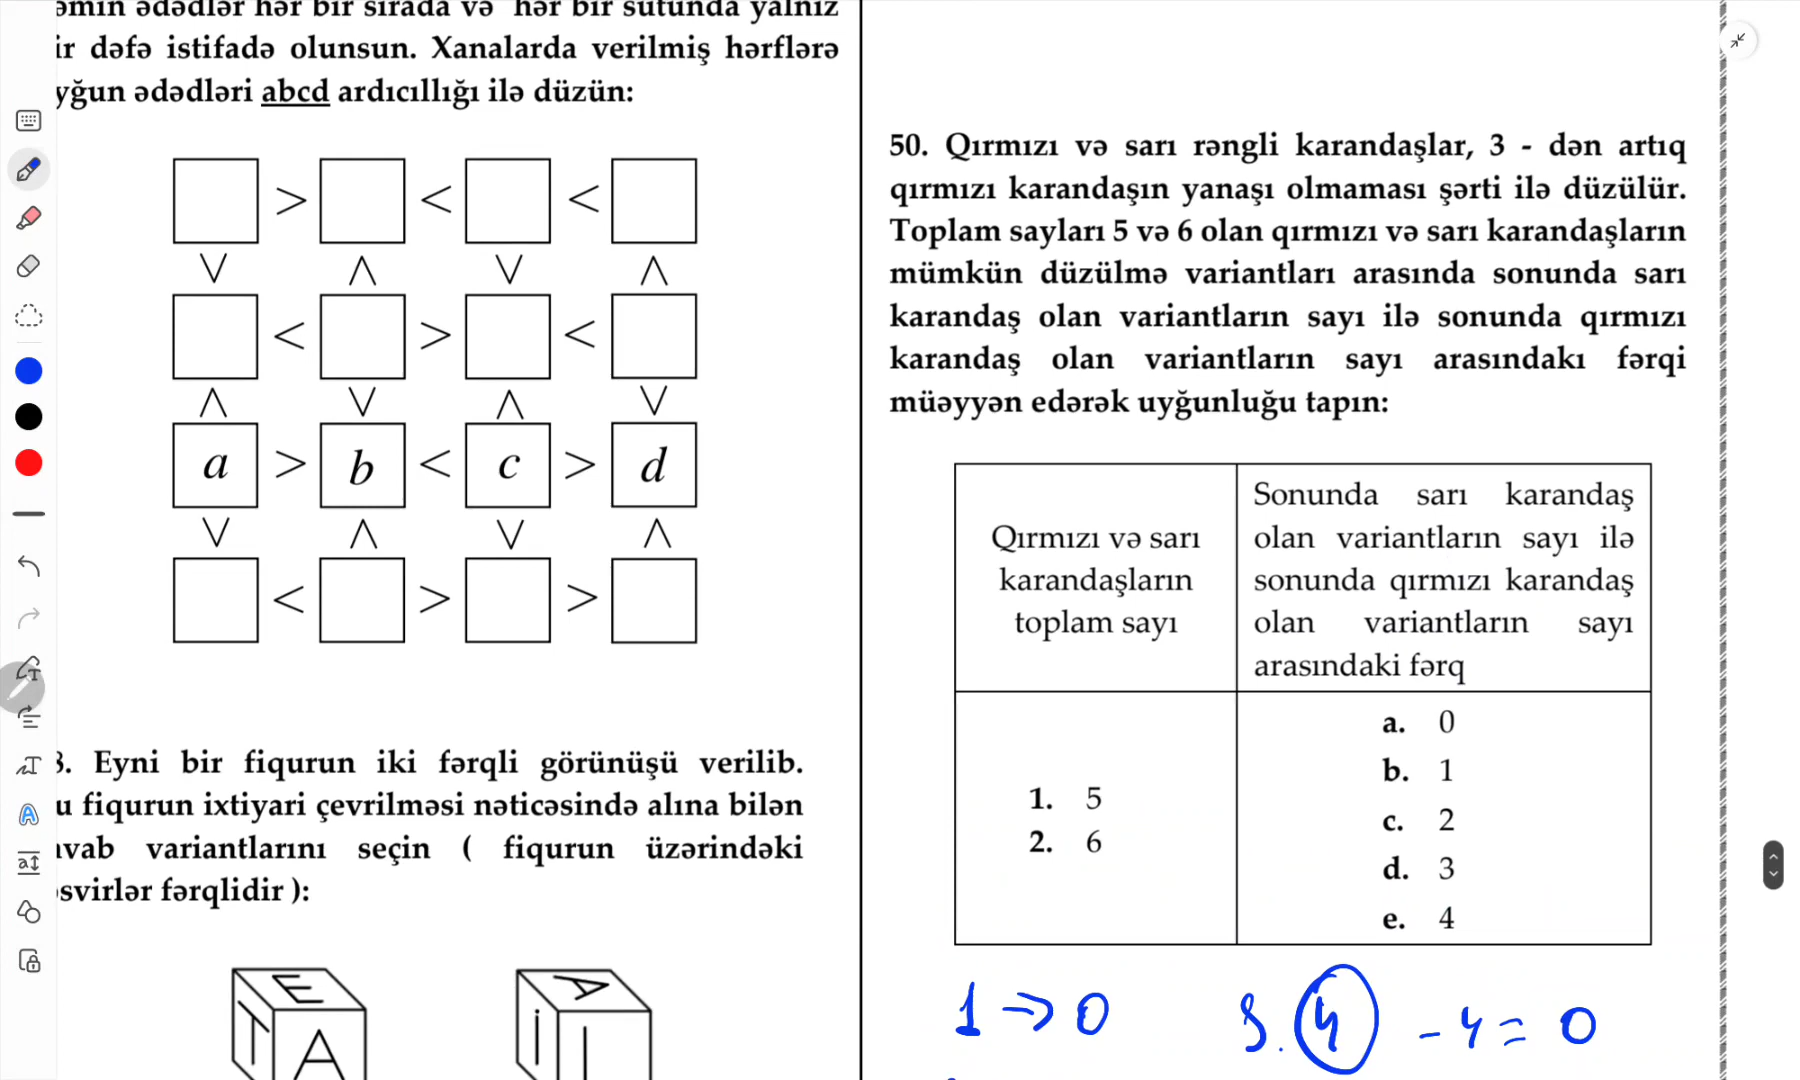 əmin ədədlər hər bir sırada və hər bir sütunda yalnız
ir dəfə istifadə olunsun. Xanalarda verilmiş hərflərə
yğun ədədləri abcd ardıcıllığı ilə düzün:
> < <
∨ ∧ ∨ ∧
< > <
∧ ∨ ∧ ∨
a > b < c > d
∨ ∧ ∨ ∧
< > >
8. Eyni bir fiqurun iki fərqli görünüşü verilib.
u fiqurun ixtiyari çevrilməsi nəticəsində alına bilən
avab variantlarını seçin ( fiqurun üzərindəki
əsvirlər fərqlidir ):
E
T A
A
İ
50. Qırmızı və sarı rəngli karandaşlar, 3 - dən artıq
qırmızı karandaşın yanaşı olmaması şərti ilə düzülür.
Toplam sayları 5 və 6 olan qırmızı və sarı karandaşların
mümkün düzülmə variantları arasında sonunda sarı
karandaş olan variantların sayı ilə sonunda qırmızı
karandaş olan variantların sayı arasındakı fərqi
müəyyən edərək uyğunluğu tapın:
Qırmızı və sarı
karandaşların
toplam sayı
Sonunda sarı karandaş
olan variantların sayı ilə
sonunda qırmızı karandaş
olan variantların sayı
arasındaki fərq
1. 5
2. 6
a. 0
b. 1
c. 2
d. 3
e. 4
1 → 0
S. 4 - 4 = 0